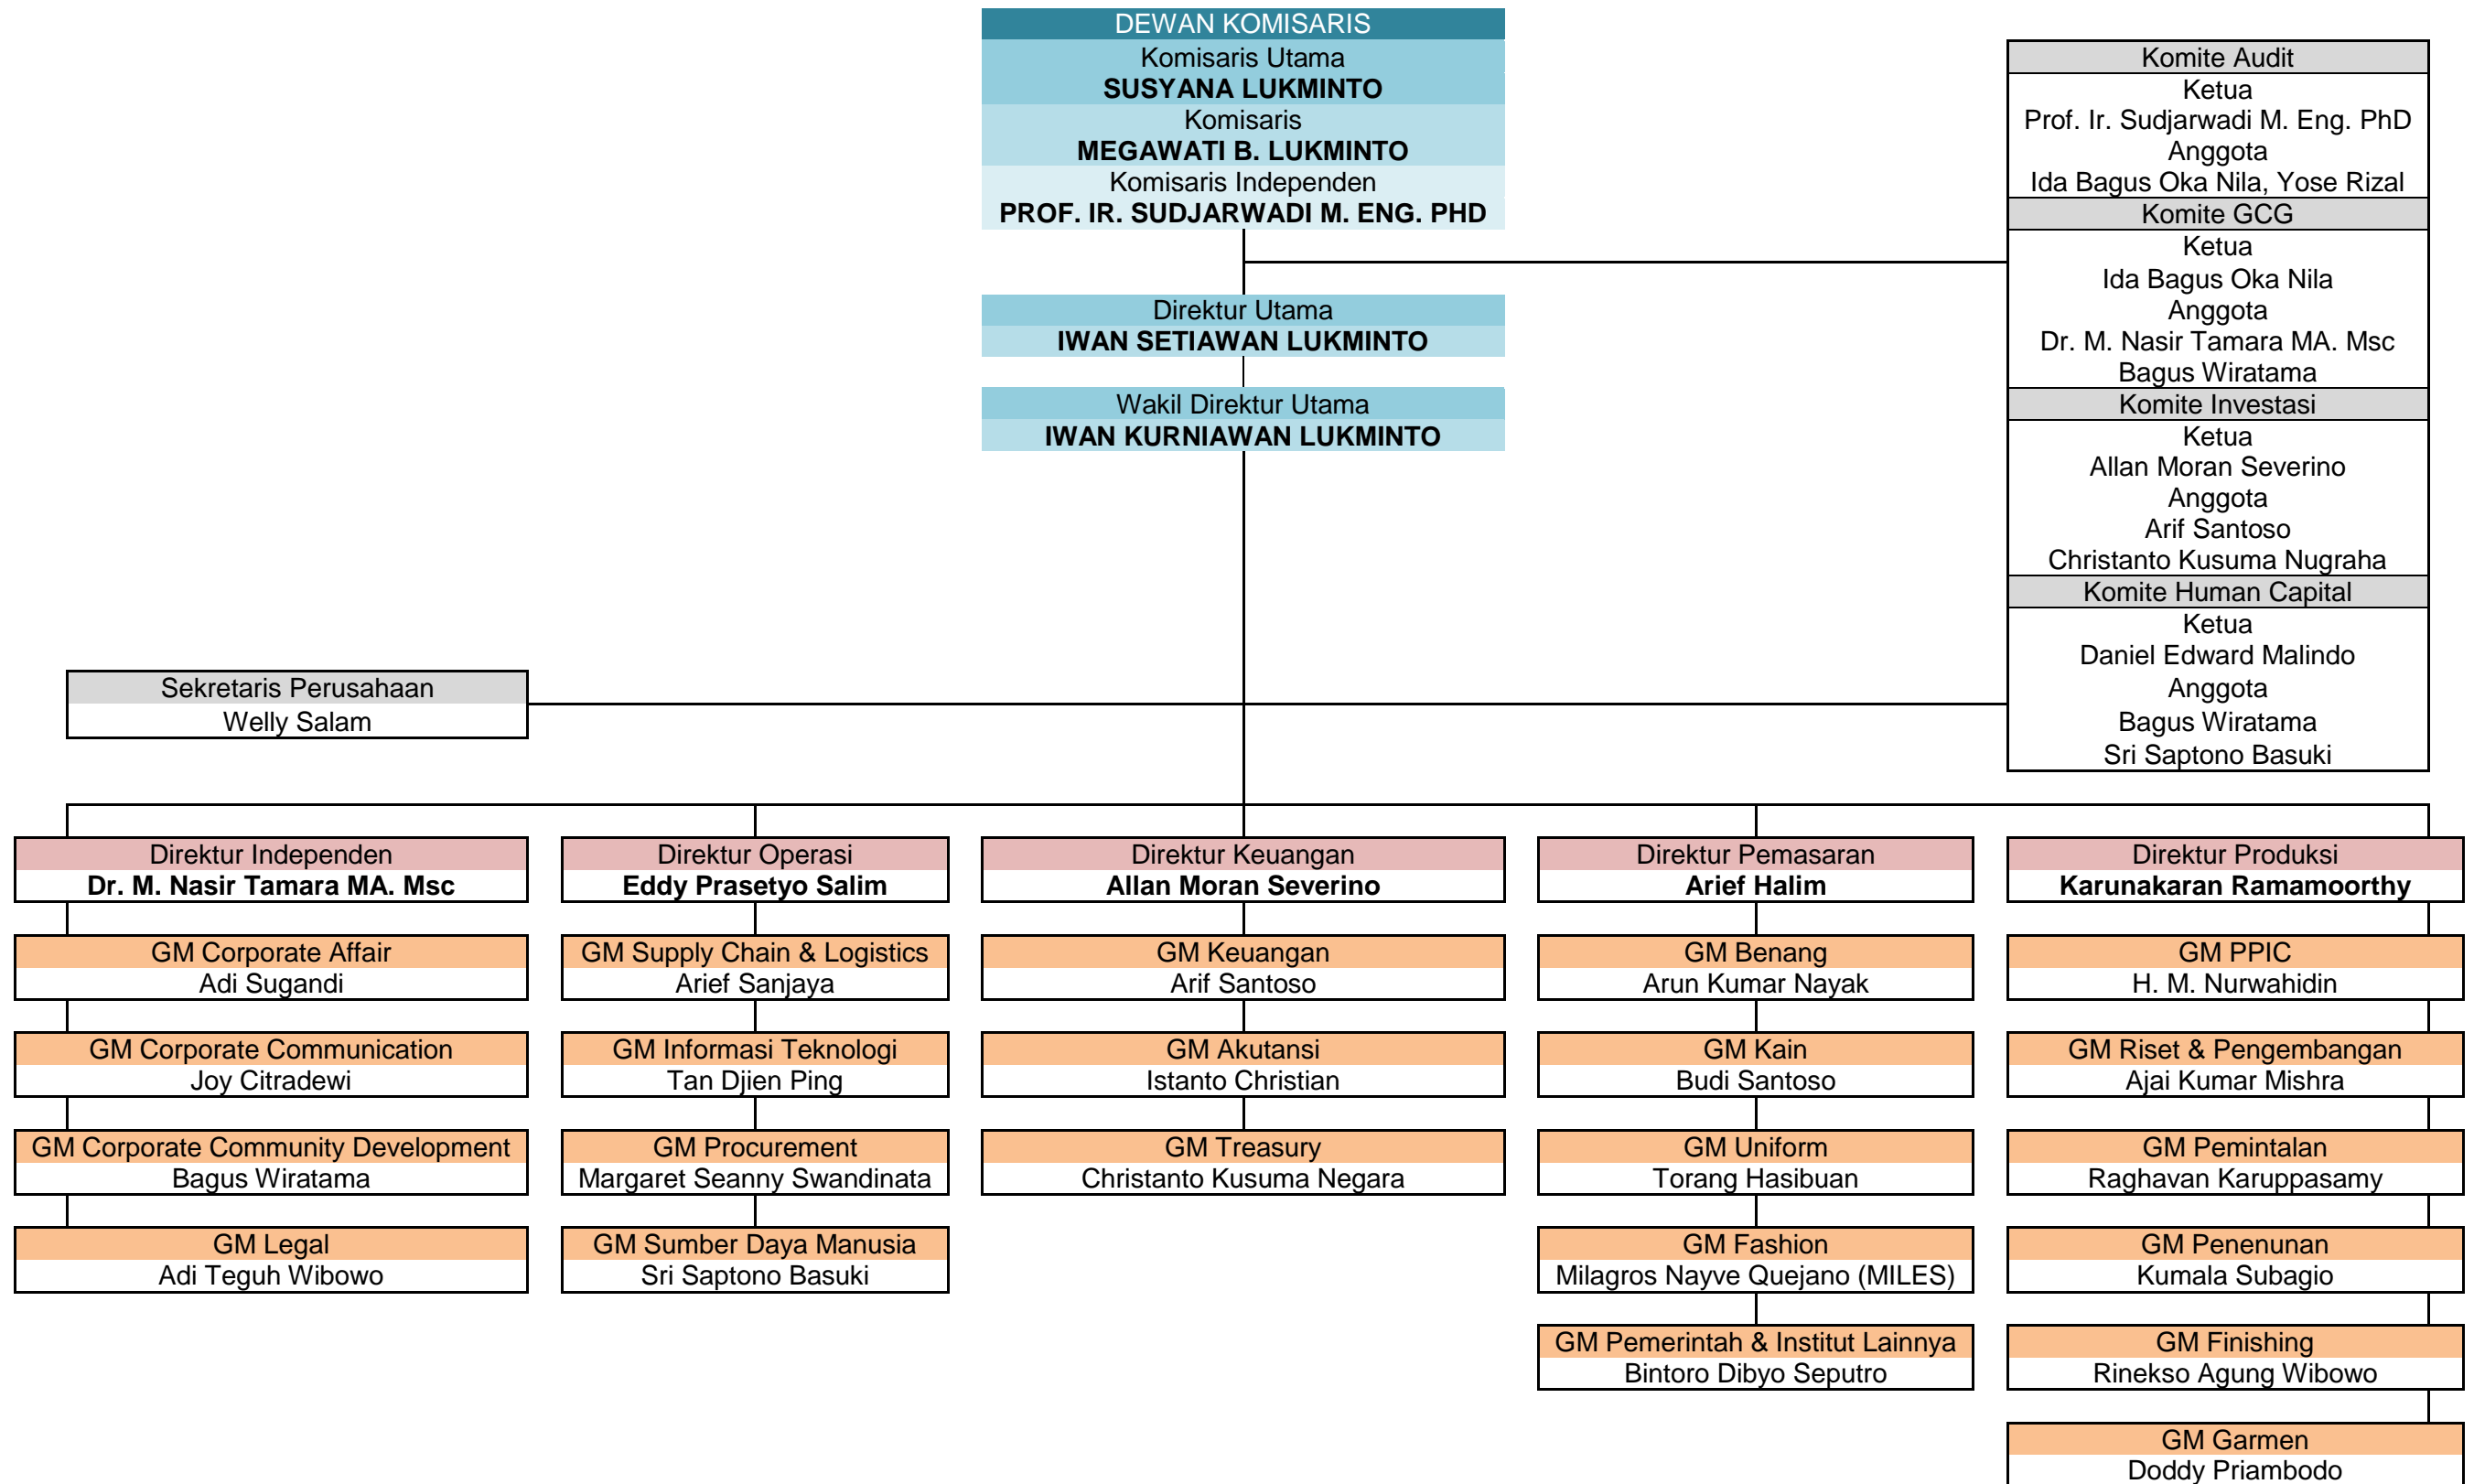 DEWAN KOMISARIS
Komisaris Utama
SUSYANA LUKMINTO
Komisaris
MEGAWATI B. LUKMINTO
Komisaris Independen
PROF. IR. SUDJARWADI M. ENG. PHD
Komite Audit
Ketua
Prof. Ir. Sudjarwadi M. Eng. PhD
Anggota
Ida Bagus Oka Nila, Yose Rizal
Komite GCG
Ketua
Ida Bagus Oka Nila
Anggota
Dr. M. Nasir Tamara MA. Msc
Bagus Wiratama
Komite Investasi
Ketua
Allan Moran Severino
Anggota
Arif Santoso
Christanto Kusuma Nugraha
Komite Human Capital
Ketua
Daniel Edward Malindo
Anggota
Bagus Wiratama
Sri Saptono Basuki
Direktur Utama
IWAN SETIAWAN LUKMINTO
Wakil Direktur Utama
IWAN KURNIAWAN LUKMINTO
Sekretaris Perusahaan
Welly Salam
Direktur Independen
Dr. M. Nasir Tamara MA. Msc
GM Corporate Affair
Adi Sugandi
GM Corporate Communication
Joy Citradewi
GM Corporate Community Development
Bagus Wiratama
GM Legal
Adi Teguh Wibowo
Direktur Operasi
Eddy Prasetyo Salim
GM Supply Chain & Logistics
Arief Sanjaya
GM Informasi Teknologi
Tan Djien Ping
GM Procurement
Margaret Seanny Swandinata
GM Sumber Daya Manusia
Sri Saptono Basuki
Direktur Keuangan
Allan Moran Severino
GM Keuangan
Arif Santoso
GM Akutansi
Istanto Christian
GM Treasury
Christanto Kusuma Negara
Direktur Pemasaran
Arief Halim
GM Benang
Arun Kumar Nayak
GM Kain
Budi Santoso
GM Uniform
Torang Hasibuan
GM Fashion
Milagros Nayve Quejano (MILES)
GM Pemerintah & Institut Lainnya
Bintoro Dibyo Seputro
Direktur Produksi
Karunakaran Ramamoorthy
GM PPIC
H. M. Nurwahidin
GM Riset & Pengembangan
Ajai Kumar Mishra
GM Pemintalan
Raghavan Karuppasamy
GM Penenunan
Kumala Subagio
GM Finishing
Rinekso Agung Wibowo
GM Garmen
Doddy Priambodo